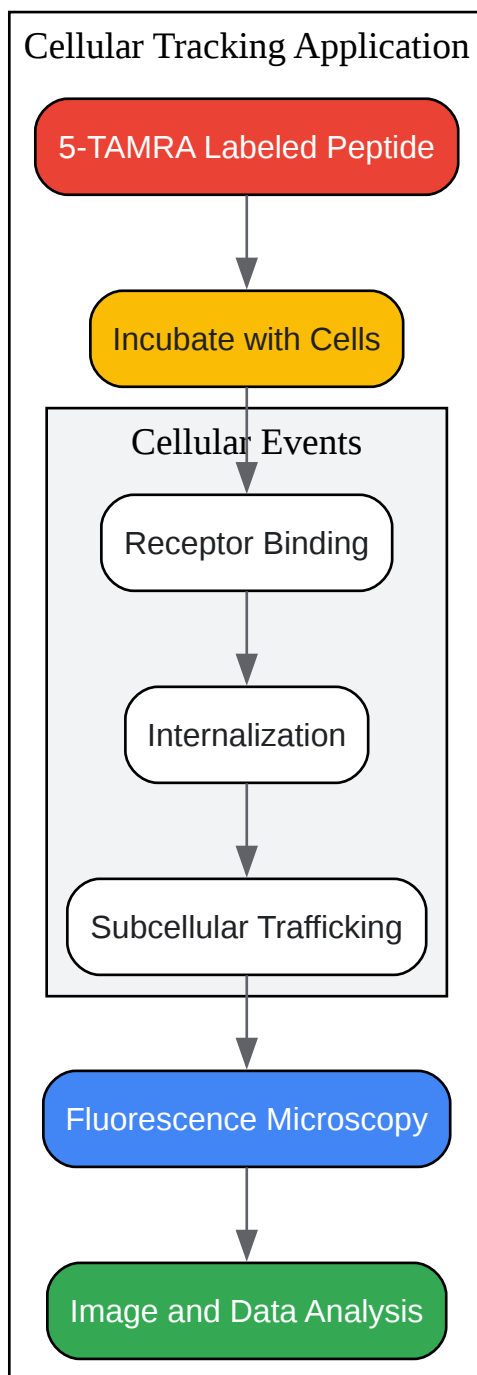 Cellular Tracking Application
5-TAMRA Labeled Peptide
Incubate with Cells
Cellular Events
Receptor Binding
Internalization
Subcellular Trafficking
Fluorescence Microscopy
Image and Data Analysis